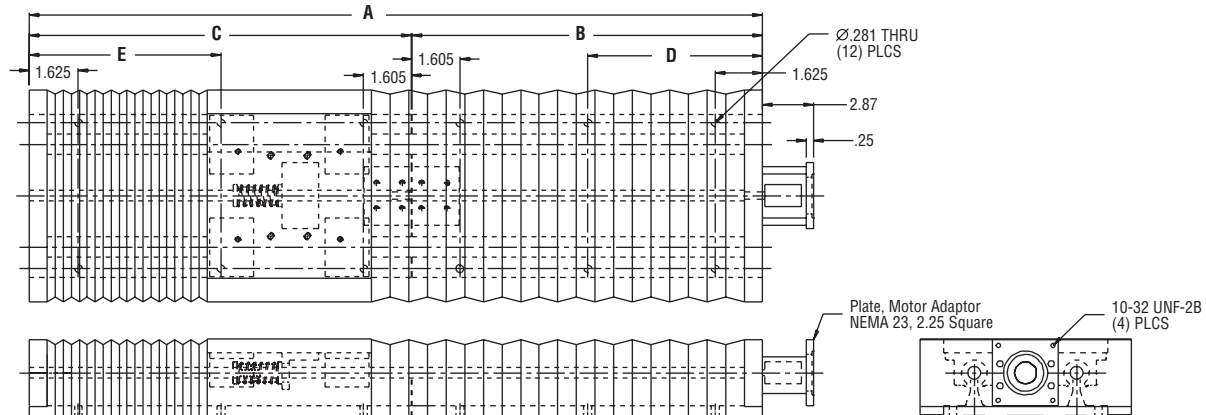 A
C
B
Ø.281 THRU
(12) PLCS
E
1.605
D
1.625
1.605
1.625
2.87
.25
Plate, Motor Adaptor
NEMA 23, 2.25 Square
10-32 UNF-2B
(4) PLCS